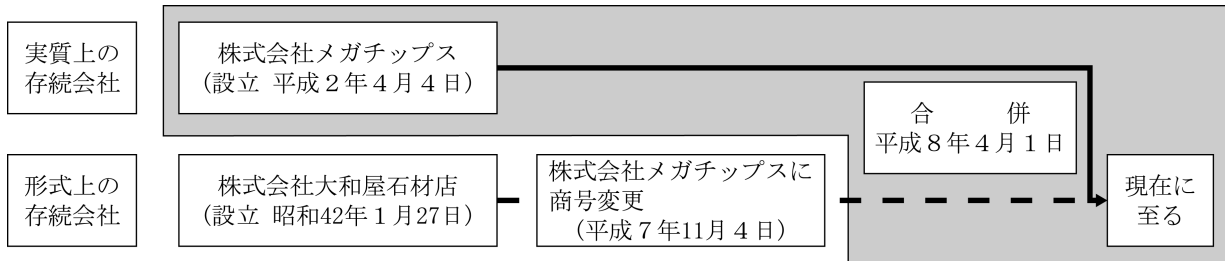 実質上の
存続会社
株式会社メガチップス
(設立 平成２年４月４日)
合　　併
平成８年４月１日
形式上の
存続会社
株式会社大和屋石材店
(設立 昭和42年１月27日)
株式会社メガチップスに
商号変更
(平成７年11月４日)
現在に
至る